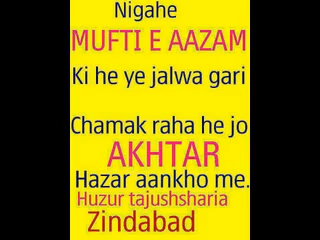 Nigahe
MUFTI E AAZAM
Ki he ye jalwa gari
Chamak raha he jo
AKHTAR
Hazar aankho me.
Huzur tajushsharia
Zindabad